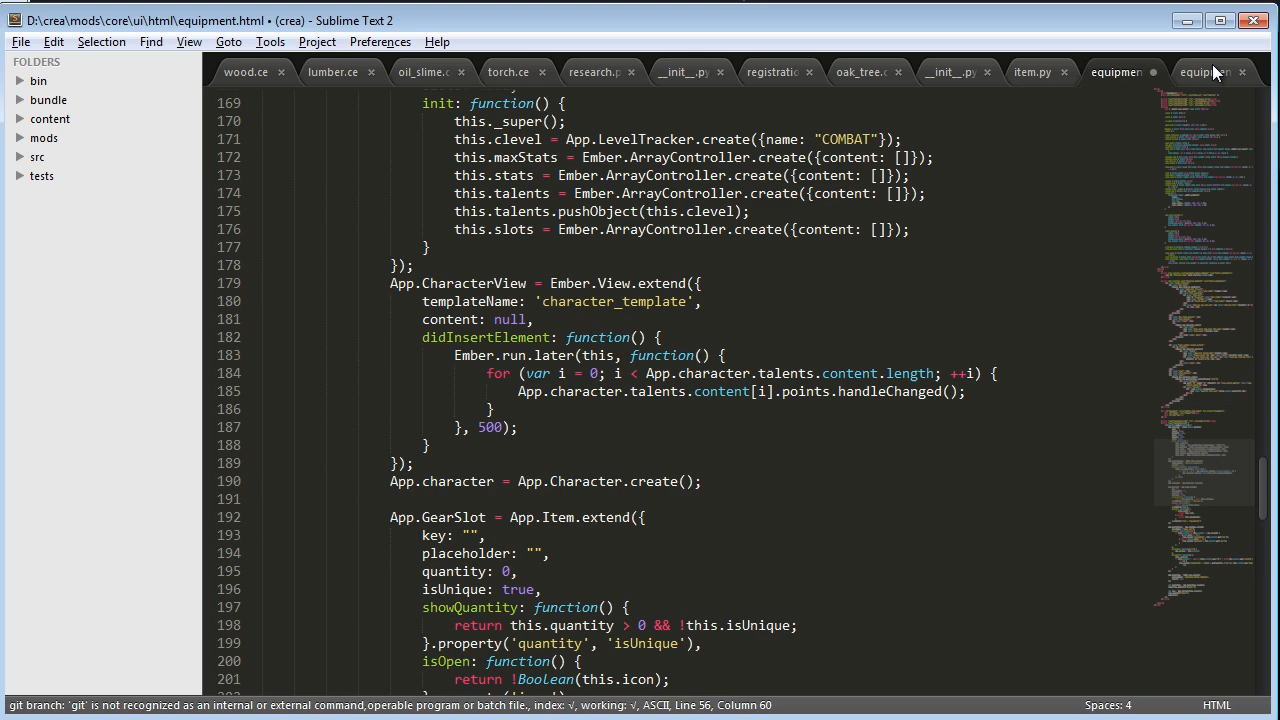 D:\crea\mods\core\ui\html\equipment.html • (crea) - Sublime Text 2
File Edit Selection Find View Goto Tools Project Preferences Help
FOLDERS
bin
bundle
content
mods
src
tests
wood.ce lumber.ce oil_slime.c torch.ce research.p __init__.py registratio oak_tree.c __init__.py item.py equipmen equipmen
169 init: function() {
170 this._super();
171 this.clevel = App.LevelTracker.create({name: "COMBAT"});
172 this.maxStats = Ember.ArrayController.create({content: []});
173 this.stats = Ember.ArrayController.create({content: []});
174 this.talents = Ember.ArrayController.create({content: []});
175 this.talents.pushObject(this.clevel);
176 this.slots = Ember.ArrayController.create({content: []});
177 }
178 });
179 App.CharacterView = Ember.View.extend({
180 templateName: 'character_template',
181 content: null,
182 didInsertElement: function() {
183 Ember.run.later(this, function() {
184 for (var i = 0; i < App.character.talents.content.length; ++i) {
185 App.character.talents.content[i].points.handleChanged();
186 }
187 }, 500);
188 }
189 });
190 App.character = App.Character.create();
191
192 App.GearSlot = App.Item.extend({
193 key: "",
194 placeholder: "",
195 quantity: 0,
196 isUnique: true,
197 showQuantity: function() {
198 return this.quantity > 0 && !this.isUnique;
199 }.property('quantity', 'isUnique'),
200 isOpen: function() {
201 return !Boolean(this.icon);
git branch: 'git' is not recognized as an internal or external command,operable program or batch file., index: √, working: √, ASCII, Line 56, Column 60 Spaces: 4 HTML